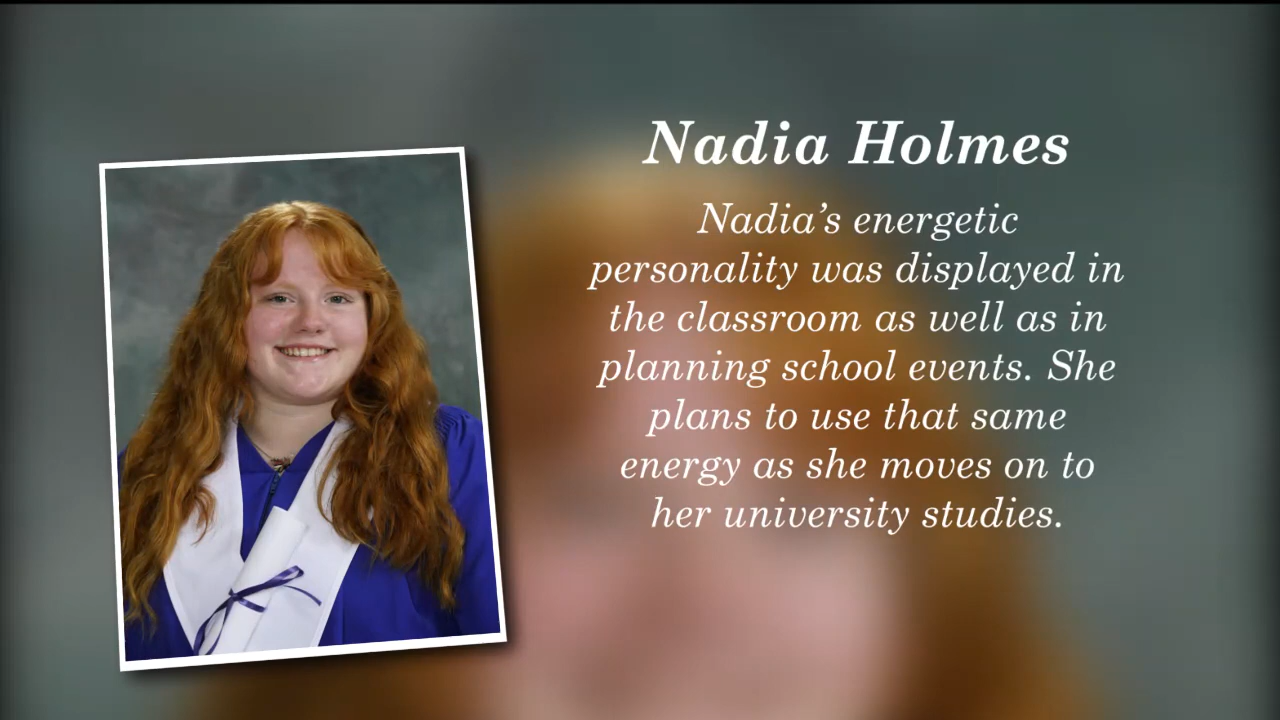 Nadia Holmes
Nadia’s energetic
personality was displayed in
the classroom as well as in
planning school events. She
plans to use that same
energy as she moves on to
her university studies.